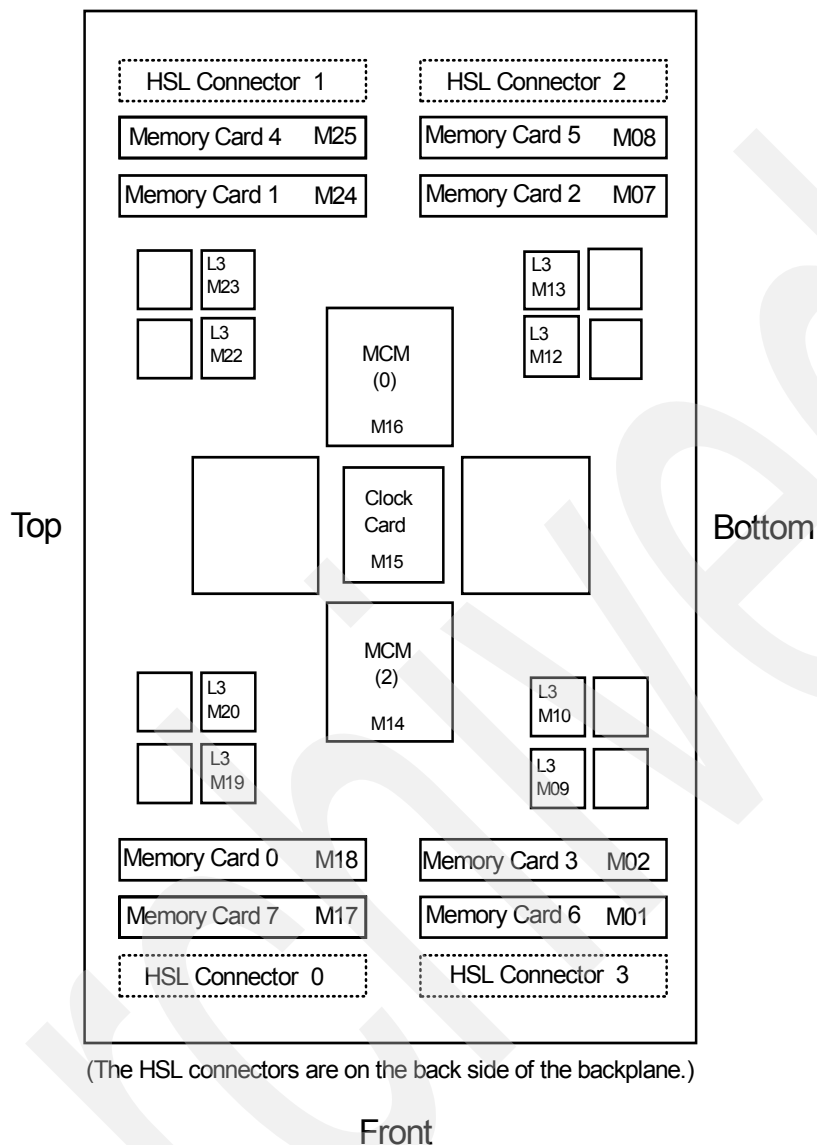 HSL Connector 1
HSL Connector 2
Memory Card 4 M25
Memory Card 5 M08
Memory Card 1 M24
Memory Card 2 M07
L3
M23
L3
M13
L3
M22
L3
M12
MCM
(0)
M16
Top
Clock
Card
M15
Bottom
MCM
(2)
M14
L3
M20
L3
M10
L3
M19
L3
M09
Memory Card 0 M18
Memory Card 3 M02
Memory Card 7 M17
Memory Card 6 M01
HSL Connector 0
HSL Connector 3
(The HSL connectors are on the back side of the backplane.)
Front